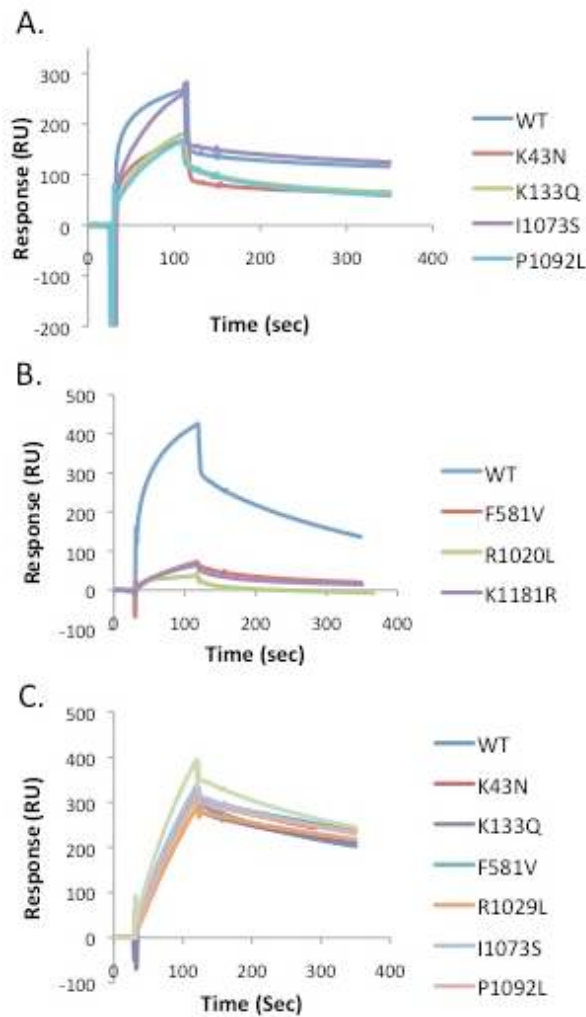 A.
300
200
100
0
-100
-200
0
100
200
300
400
Response (RU)
Time (sec)
WT
K43N
K133Q
I1073S
P1092L
B.
500
400
300
200
100
0
-100
0
100
200
300
400
Response (RU)
Time (sec)
WT
F581V
R1020L
K1181R
C.
500
400
300
200
100
0
-100
0
100
200
300
400
Response (RU)
Time (Sec)
WT
K43N
K133Q
F581V
R1029L
I1073S
P1092L